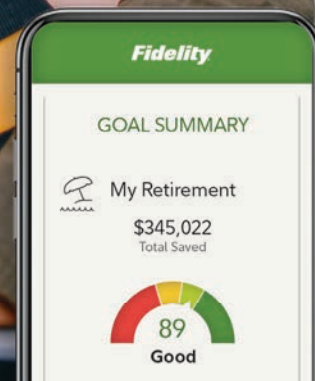 Fidelity
GOAL SUMMARY
My Retirement
$345,022
Total Saved
89
Good